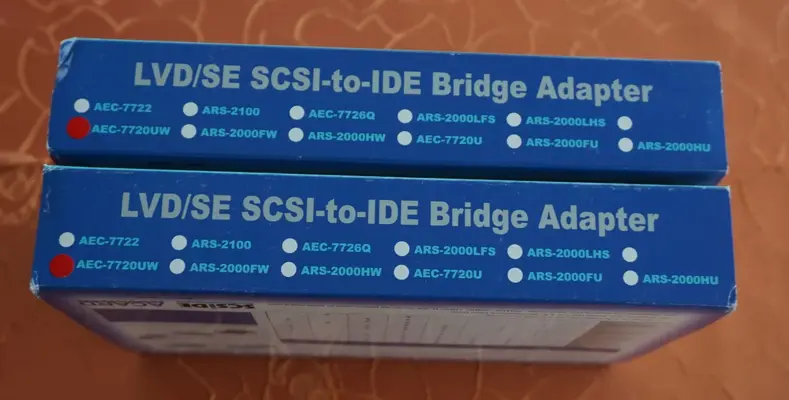 LVD/SE SCSI-to-IDE Bridge Adapter
AEC-7722 ARS-2100 AEC-7726Q ARS-2000LFS ARS-2000LHS
AEC-7720UW ARS-2000FW ARS-2000HW AEC-7720U ARS-2000FU ARS-2000HU
LVD/SE SCSI-to-IDE Bridge Adapter
AEC-7722 ARS-2100 AEC-7726Q ARS-2000LFS ARS-2000LHS
AEC-7720UW ARS-2000FW ARS-2000HW AEC-7720U ARS-2000FU ARS-2000HU
SCSIDE ACARD